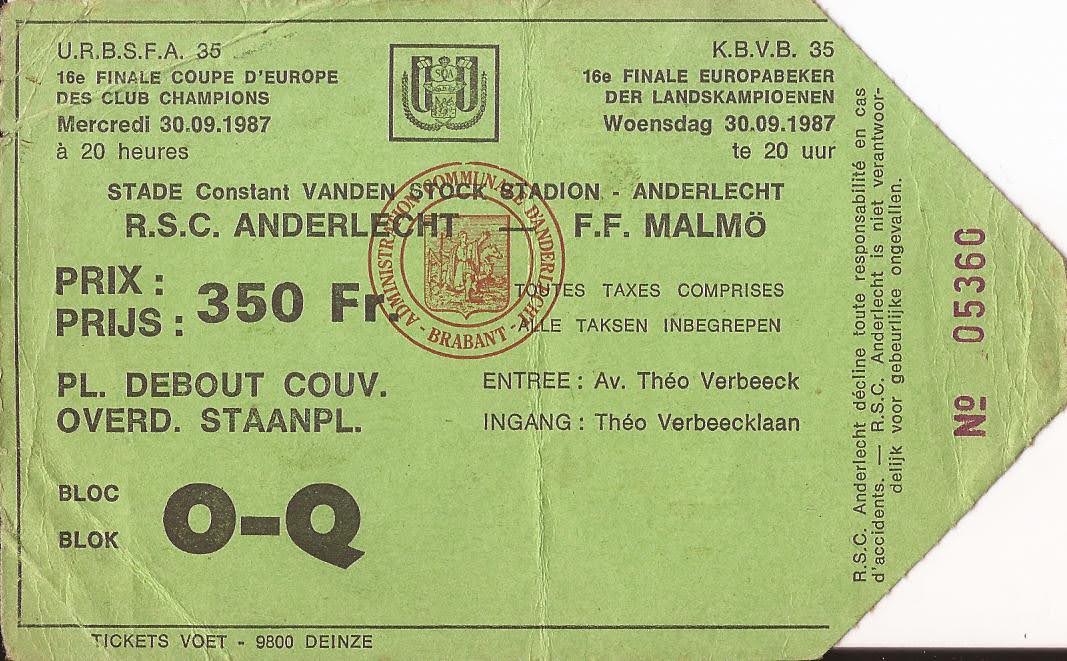 U.R.B.S.F.A. 35
16e FINALE COUPE D'EUROPE
DES CLUB CHAMPIONS
Mercredi 30.09.1987
à 20 heures
K.B.V.B. 35
16e FINALE EUROPABEKER
DER LANDSKAMPIOENEN
Woensdag 30.09.1987
te 20 uur
STADE Constant VANDEN STOCK STADION - ANDERLECHT
R.S.C. ANDERLECHT — F.F. MALMÖ
ADMINISTRATION COMMUNALE D'ANDERLECHT - BRABANT -
PRIX :
PRIJS : 350 Fr.
TOUTES TAXES COMPRISES
ALLE TAKSEN INBEGREPEN
PL. DEBOUT COUV.
OVERD. STAANPL.
ENTREE : Av. Théo Verbeeck
INGANG : Théo Verbeecklaan
BLOC
BLOK
O-Q
TICKETS VOET - 9800 DEINZE
R.S.C. Anderlecht décline toute responsabilité en cas
d'accidents. — R.S.C. Anderlecht is niet verantwoor-
delijk voor gebeurlijke ongevallen.
Nº 05360